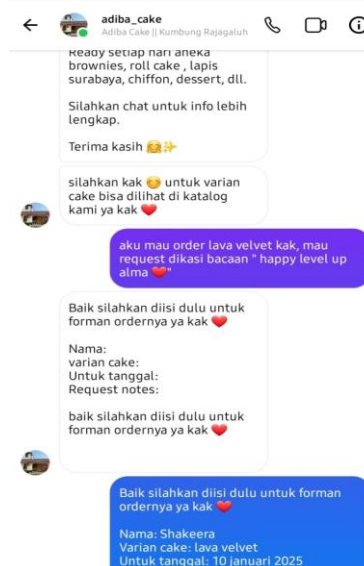 adiba_cake
Adiba Cake || Kumbung Rajagaluh
Ready setiap hari aneka
brownies, roll cake , lapis
surabaya, chiffon, dessert, dll.
Silahkan chat untuk info lebih
lengkap.
Terima kasih 🤗✨
silahkan kak 😊 untuk varian
cake bisa dilihat di katalog
kami ya kak ❤️
aku mau order lava velvet kak, mau
request dikasi bacaan " happy level up
alma ❤️"
Baik silahkan diisi dulu untuk
forman ordernya ya kak ❤️
Nama:
varian cake:
Untuk tanggal:
Request notes:
baik silahkan diisi dulu untuk
forman ordernya ya kak ❤️
Baik silahkan diisi dulu untuk forman
ordernya ya kak ❤️
Nama: Shakeera
Varian cake: lava velvet
Untuk tanggal: 10 januari 2025